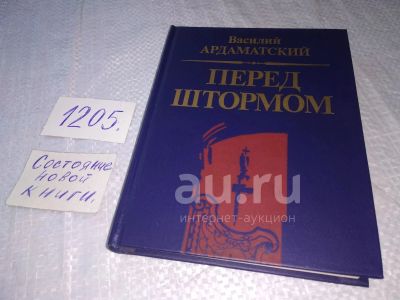 Василий
АРДАМАТСКИЙ
ПЕРЕД
ШТОРМОМ
1205.
Состояние
новой
книги.
au.ru
интернет-аукцион